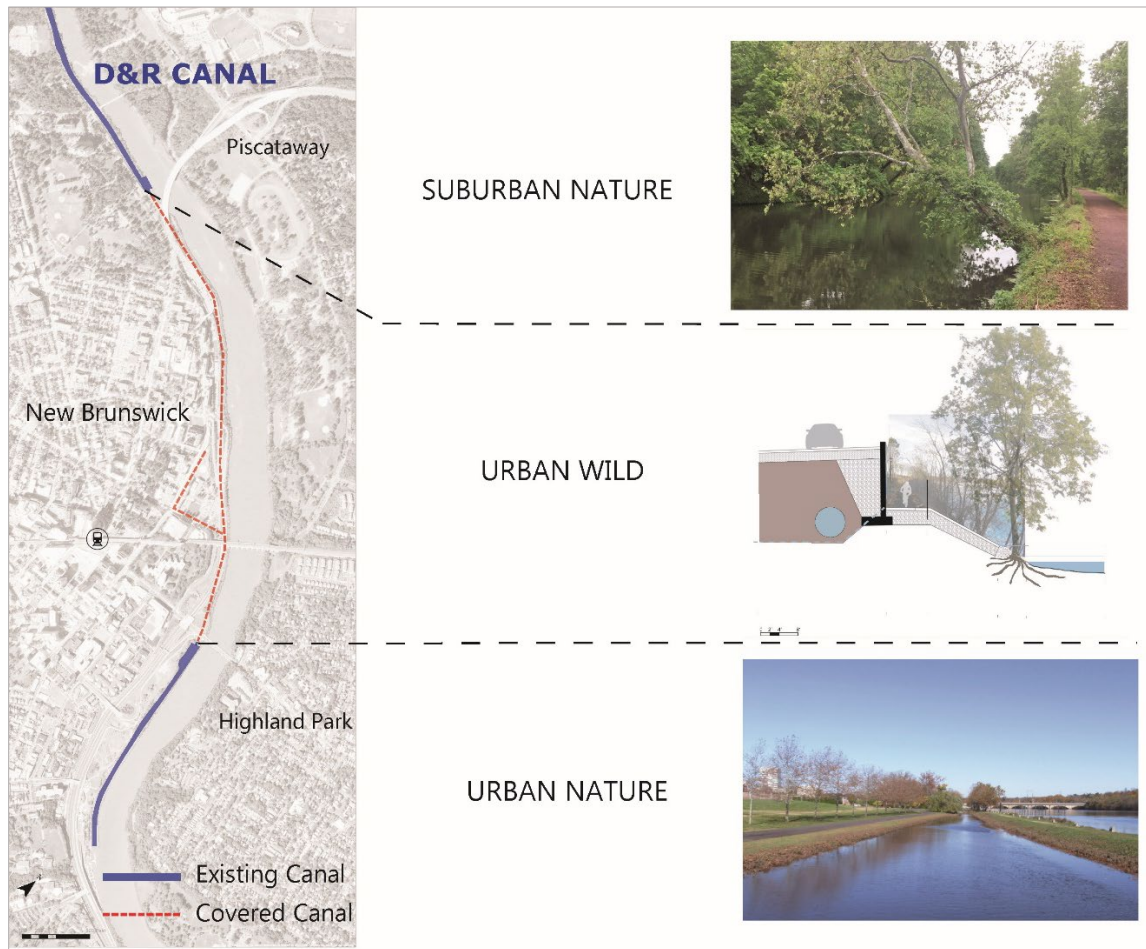 D&R CANAL
Piscataway
New Brunswick
Highland Park
Existing Canal
Covered Canal
SUBURBAN NATURE
URBAN WILD
URBAN NATURE